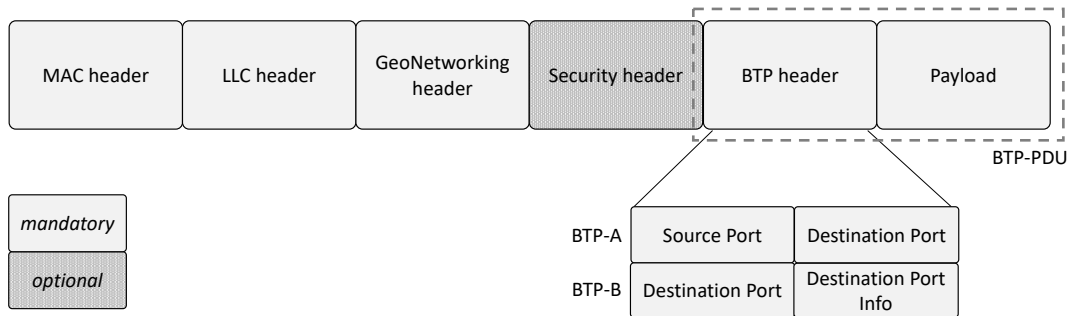 MAC header
LLC header
GeoNetworking
header
Security header
BTP header
Payload
BTP-PDU
mandatory
optional
BTP-A
Source Port
Destination Port
BTP-B
Destination Port
Destination Port
Info